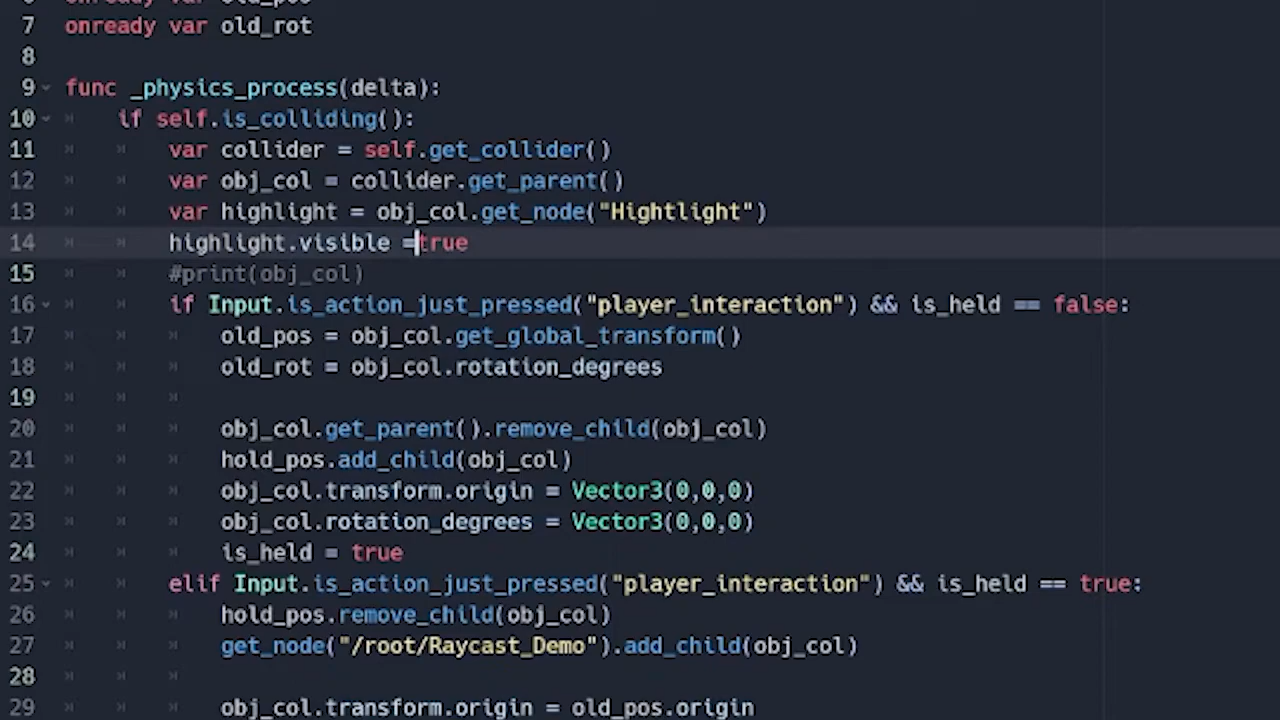 onready var old_pos
7 onready var old_rot
8
9 func _physics_process(delta):
10 if self.is_colliding():
11 var collider = self.get_collider()
12 var obj_col = collider.get_parent()
13 var highlight = obj_col.get_node("Hightlight")
14 highlight.visible =true
15 #print(obj_col)
16 if Input.is_action_just_pressed("player_interaction") && is_held == false:
17 old_pos = obj_col.get_global_transform()
18 old_rot = obj_col.rotation_degrees
19
20 obj_col.get_parent().remove_child(obj_col)
21 hold_pos.add_child(obj_col)
22 obj_col.transform.origin = Vector3(0,0,0)
23 obj_col.rotation_degrees = Vector3(0,0,0)
24 is_held = true
25 elif Input.is_action_just_pressed("player_interaction") && is_held == true:
26 hold_pos.remove_child(obj_col)
27 get_node("/root/Raycast_Demo").add_child(obj_col)
28
29 obj_col.transform.origin = old_pos.origin